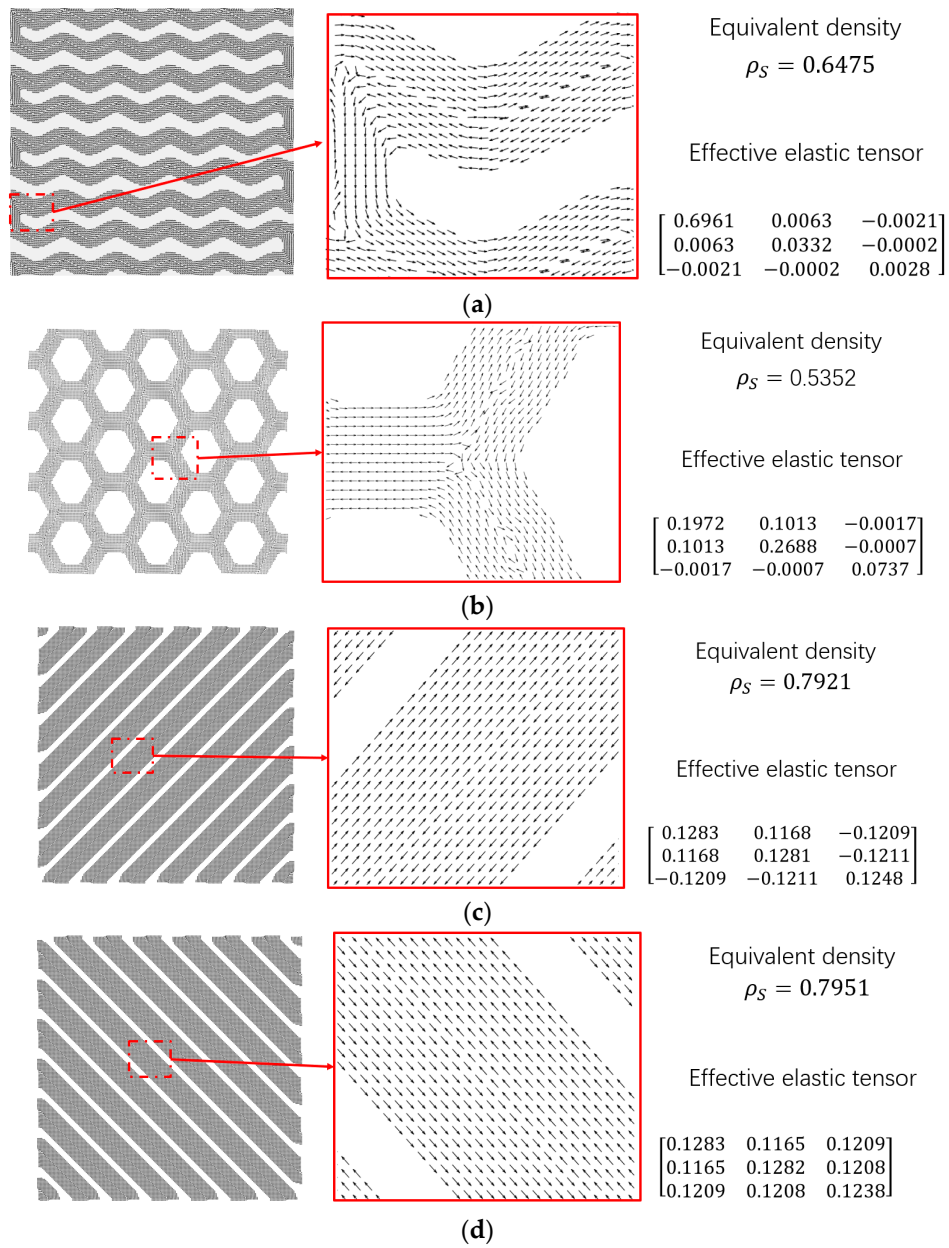 Equivalent density
ρ_S = 0.6475
Effective elastic tensor
[0.6961 0.0063 −0.0021]
[0.0063 0.0332 −0.0002]
[−0.0021 −0.0002 0.0028]
(a)
Equivalent density
ρ_S = 0.5352
Effective elastic tensor
[0.1972 0.1013 −0.0017]
[0.1013 0.2688 −0.0007]
[−0.0017 −0.0007 0.0737]
(b)
Equivalent density
ρ_S = 0.7921
Effective elastic tensor
[0.1283 0.1168 −0.1209]
[0.1168 0.1281 −0.1211]
[−0.1209 −0.1211 0.1248]
(c)
Equivalent density
ρ_S = 0.7951
Effective elastic tensor
[0.1283 0.1165 0.1209]
[0.1165 0.1282 0.1208]
[0.1209 0.1208 0.1238]
(d)